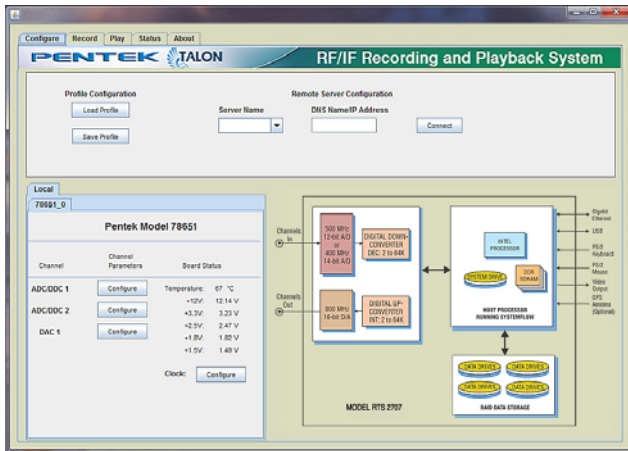 Configure Record Play Status About
PENTEK TALON RF/IF Recording and Playback System
Profile Configuration
Load Profile
Save Profile
Remote Server Configuration
Server Name
DNS Name/IP Address
Connect
Local
78651_0
Pentek Model 78651
Channel
Channel
Parameters
Board Status
ADC/DDC 1 Configure
ADC/DDC 2 Configure
DAC 1 Configure
Temperature: 67 °C
+12V: 12.14 V
+3.3V: 3.23 V
+2.5V: 2.47 V
+1.8V: 1.82 V
+1.5V: 1.49 V
Clock: Configure
Channels
In
500 MHz
12-bit A/D
or
400 MHz
14-bit A/D
DIGITAL DOWN-
CONVERTER
DEC: 2 to 64K
Channels
Out
800 MHz
16-bit D/A
DIGITAL UP-
CONVERTER
INT: 2 to 64K
MODEL RTS 2707
INTEL
PROCESSOR
SYSTEM DRIVE
DDR
SDRAM
HOST PROCESSOR
RUNNING SYSTEMFLOW
Gigabit
Ethernet
USB
PS/2
Keyboard
PS/2
Mouse
Video
Output
GPS
Antenna
(Optional)
DATA DRIVES DATA DRIVES
DATA DRIVES DATA DRIVES
RAID DATA STORAGE